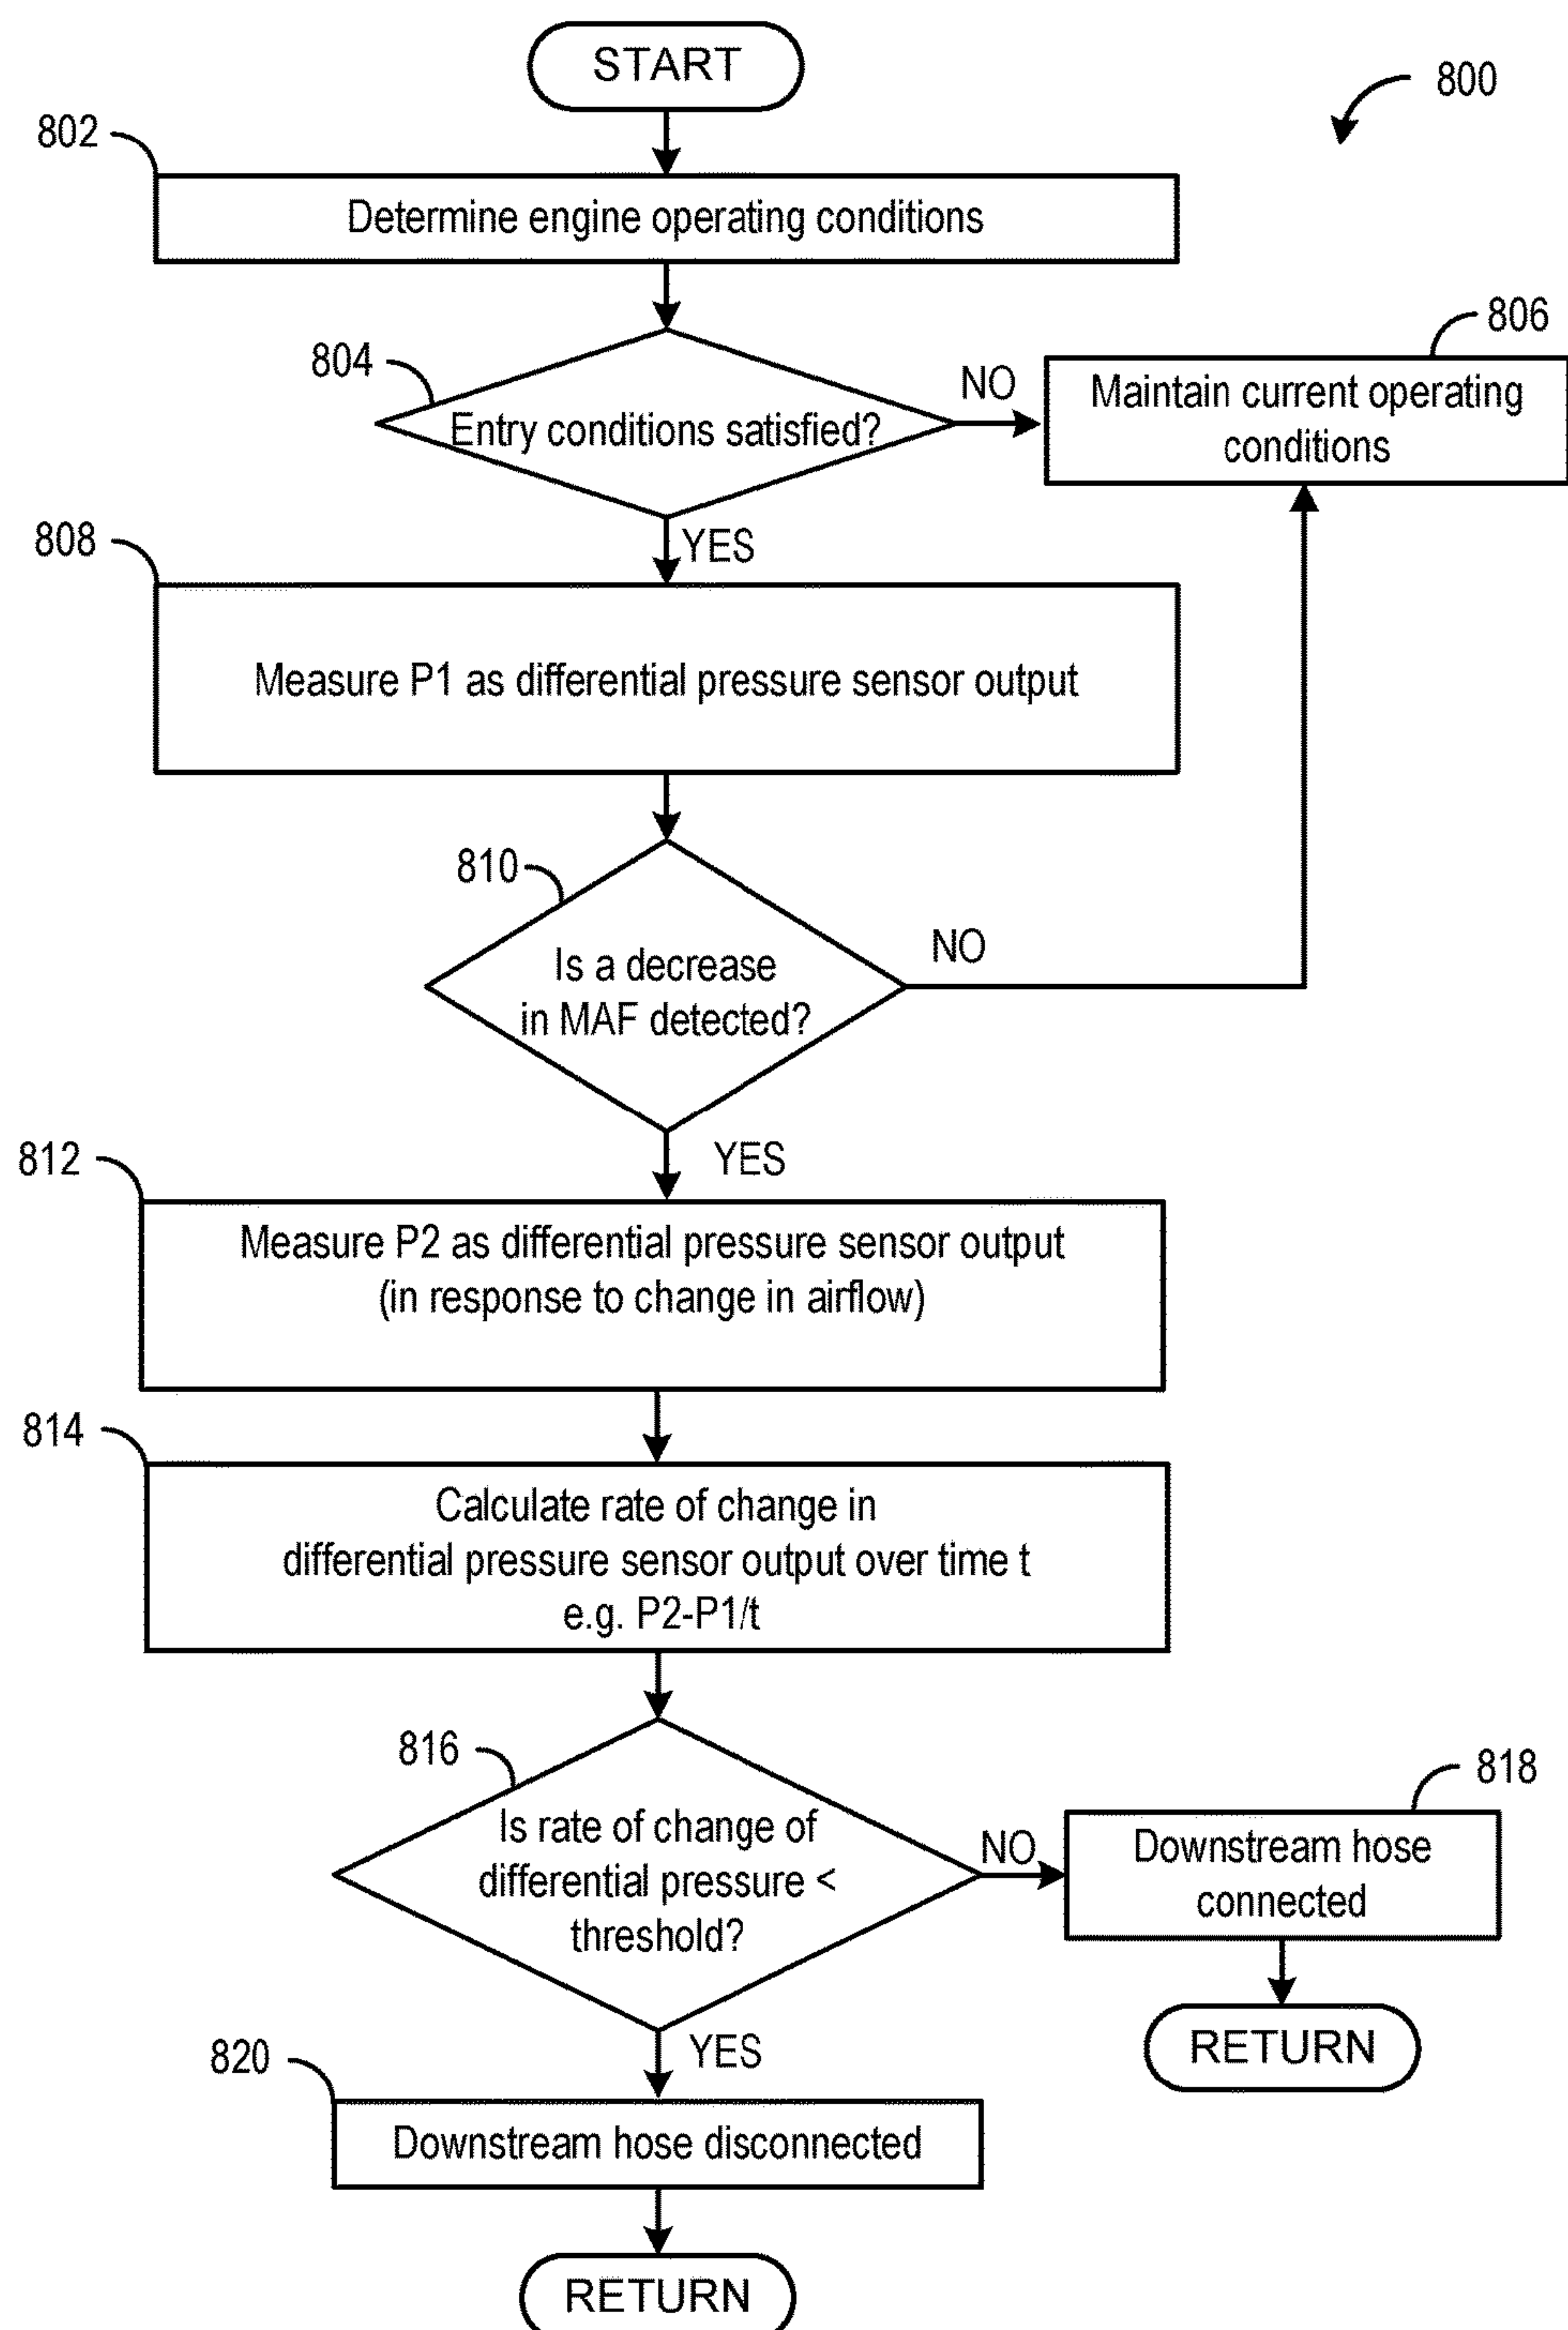 START
800
802
Determine engine operating conditions
804
Entry conditions satisfied?
NO
806
Maintain current operating
conditions
YES
808
Measure P1 as differential pressure sensor output
810
Is a decrease
in MAF detected?
NO
YES
812
Measure P2 as differential pressure sensor output
(in response to change in airflow)
814
Calculate rate of change in
differential pressure sensor output over time t
e.g. P2-P1/t
816
Is rate of change of
differential pressure <
threshold?
NO
818
Downstream hose
connected
RETURN
YES
820
Downstream hose disconnected
RETURN